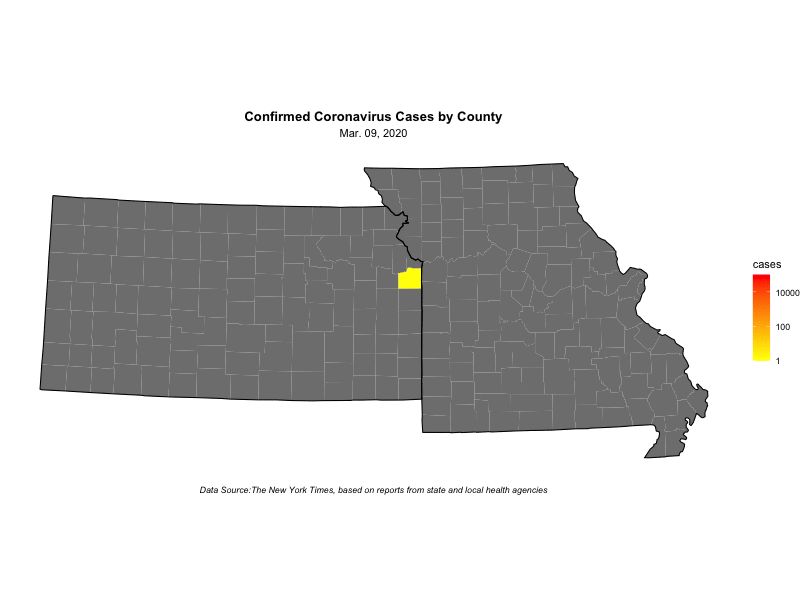 Confirmed Coronavirus Cases by County
Mar. 09, 2020
cases
10000
100
1
Data Source:The New York Times, based on reports from state and local health agencies